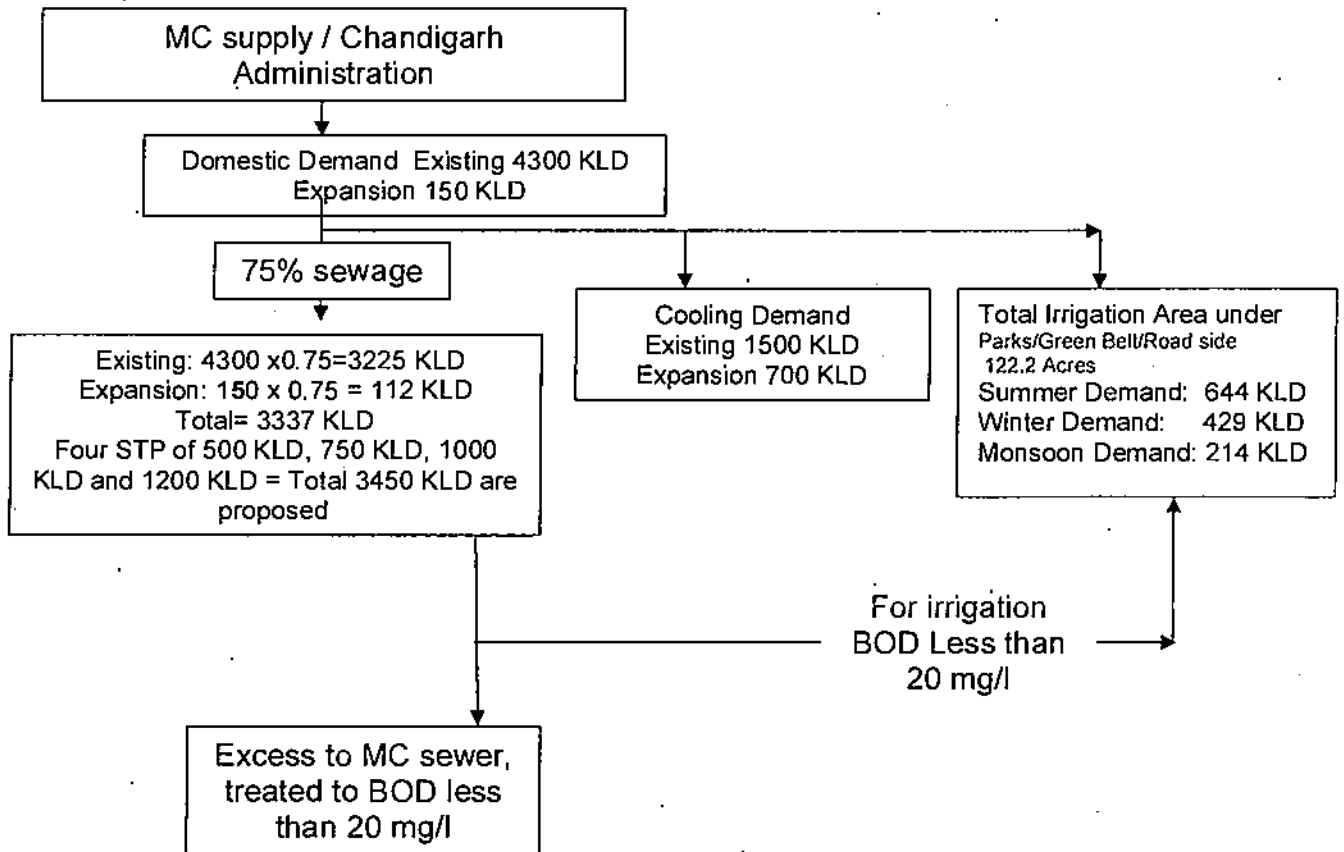 MC supply / Chandigarh
Administration
Domestic Demand Existing 4300 KLD
Expansion 150 KLD
75% sewage
Existing: 4300 x0.75=3225 KLD
Expansion: 150 x 0.75 = 112 KLD
Total= 3337 KLD
Four STP of 500 KLD, 750 KLD, 1000
KLD and 1200 KLD = Total 3450 KLD are
proposed
Cooling Demand
Existing 1500 KLD
Expansion 700 KLD
Total Irrigation Area under
Parks/Green Bell/Road side
122.2 Acres
Summer Demand: 644 KLD
Winter Demand: 429 KLD
Monsoon Demand: 214 KLD
For irrigation
BOD Less than
20 mg/l
Excess to MC sewer,
treated to BOD less
than 20 mg/l